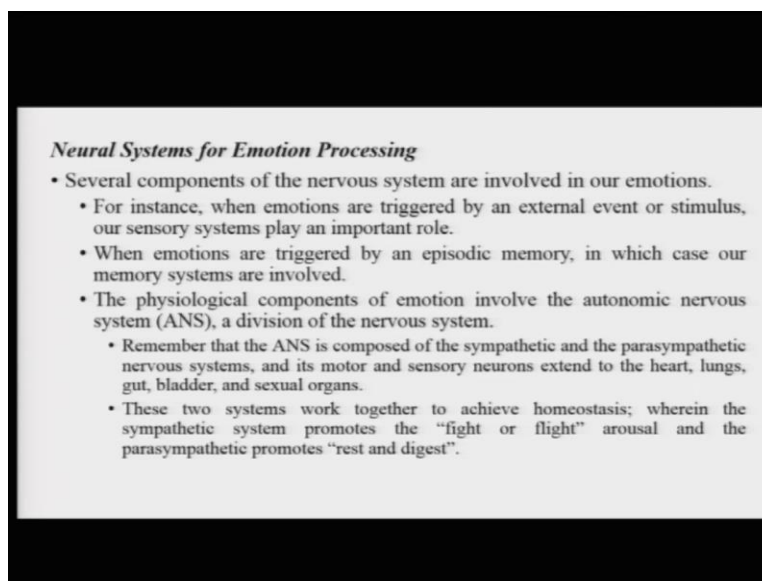 Neural Systems for Emotion Processing
• Several components of the nervous system are involved in our emotions.
• For instance, when emotions are triggered by an external event or stimulus,
our sensory systems play an important role.
• When emotions are triggered by an episodic memory, in which case our
memory systems are involved.
• The physiological components of emotion involve the autonomic nervous
system (ANS), a division of the nervous system.
• Remember that the ANS is composed of the sympathetic and the parasympathetic
nervous systems, and its motor and sensory neurons extend to the heart, lungs,
gut, bladder, and sexual organs.
• These two systems work together to achieve homeostasis; wherein the
sympathetic system promotes the “fight or flight” arousal and the
parasympathetic promotes “rest and digest”.